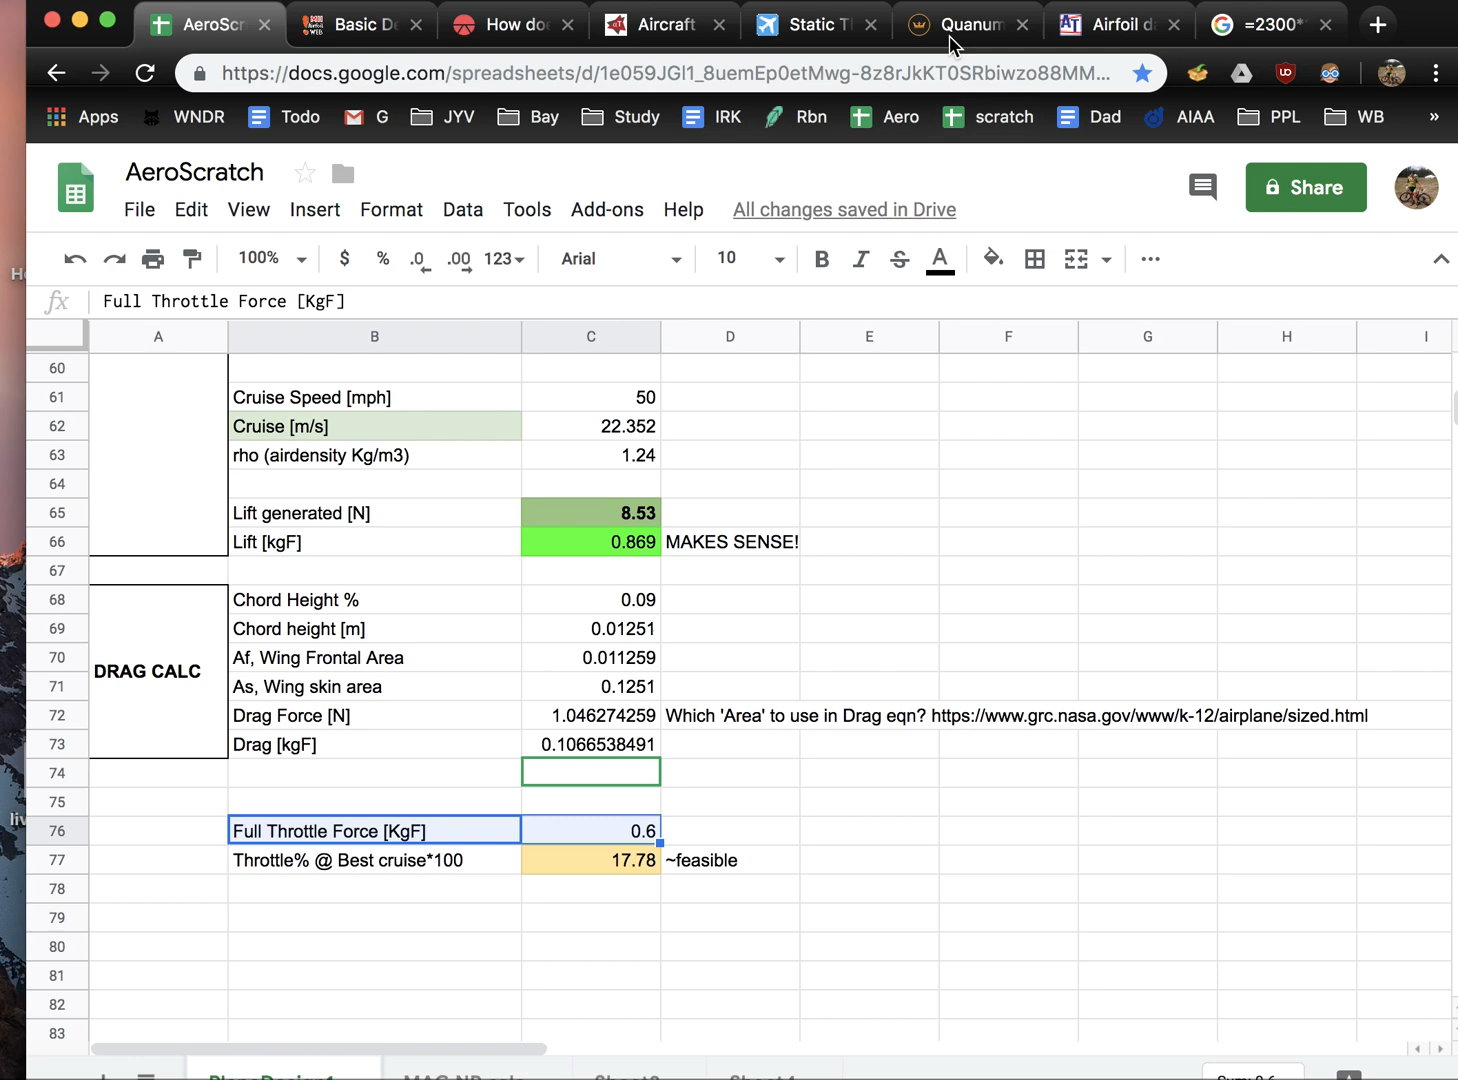 AeroScr
Basic De
How do
Aircraft
Static T
Quanum
Airfoil d
=2300*
https://docs.google.com/spreadsheets/d/1e059JGl1_8uemEp0etMwg-8z8rJkKT0SRbiwzo88MM...
Apps WNDR Todo G JYV Bay Study IRK Rbn Aero scratch Dad AIAA PPL WB »
AeroScratch
Share
File Edit View Insert Format Data Tools Add-ons Help All changes saved in Drive
100% $ % .0 .00 123 Arial 10 B I S A ...
fx Full Throttle Force [KgF]
A B C D E F G H I
60
61 Cruise Speed [mph] 50
62 Cruise [m/s] 22.352
63 rho (airdensity Kg/m3) 1.24
64
65 Lift generated [N] 8.53
66 Lift [kgF] 0.869 MAKES SENSE!
67
68 Chord Height % 0.09
69 Chord height [m] 0.01251
70 Af, Wing Frontal Area 0.011259
DRAG CALC
71 As, Wing skin area 0.1251
72 Drag Force [N] 1.046274259 Which 'Area' to use in Drag eqn? https://www.grc.nasa.gov/www/k-12/airplane/sized.html
73 Drag [kgF] 0.1066538491
74
75
76 Full Throttle Force [KgF] 0.6
77 Throttle% @ Best cruise*100 17.78 ~feasible
78
79
80
81
82
83